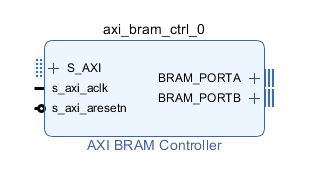 axi_bram_ctrl_0
S_AXI
s_axi_aclk
s_axi_aresetn
BRAM_PORTA
BRAM_PORTB
AXI BRAM Controller